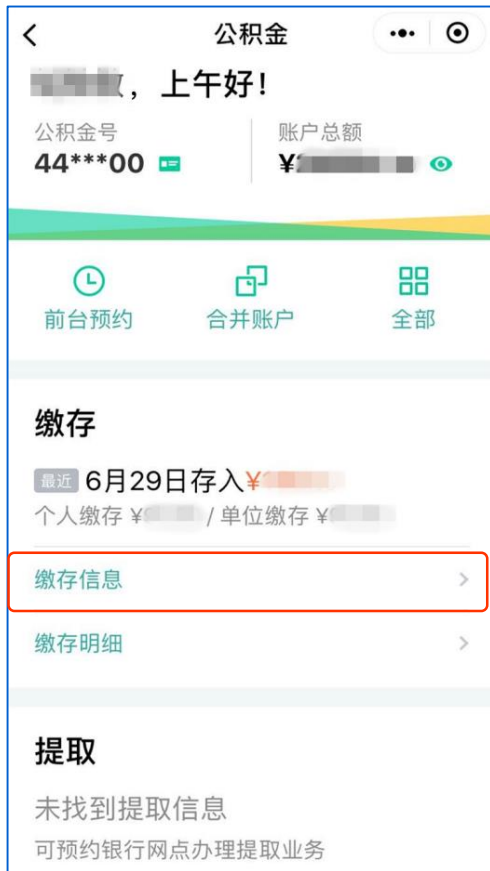 公积金
，上午好！
公积金号
账户总额
44***00
¥
前台预约
合并账户
全部
缴存
最近 6月29日存入¥
个人缴存 ¥ / 单位缴存 ¥
缴存信息
缴存明细
提取
未找到提取信息
可预约银行网点办理提取业务